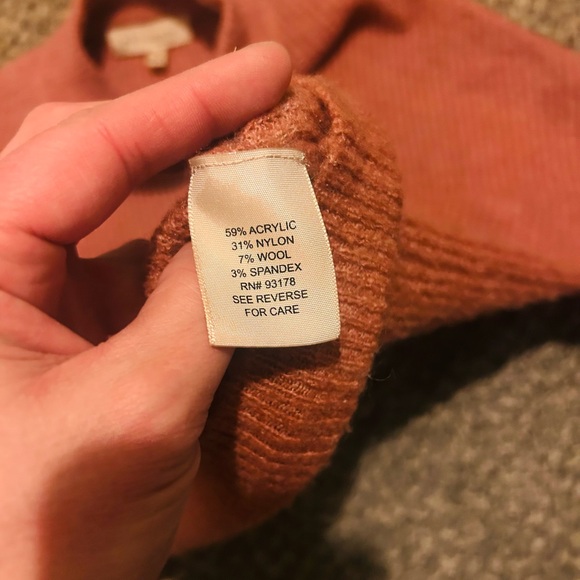 59% ACRYLIC
31% NYLON
7% WOOL
3% SPANDEX
RN# 93178
SEE REVERSE
FOR CARE